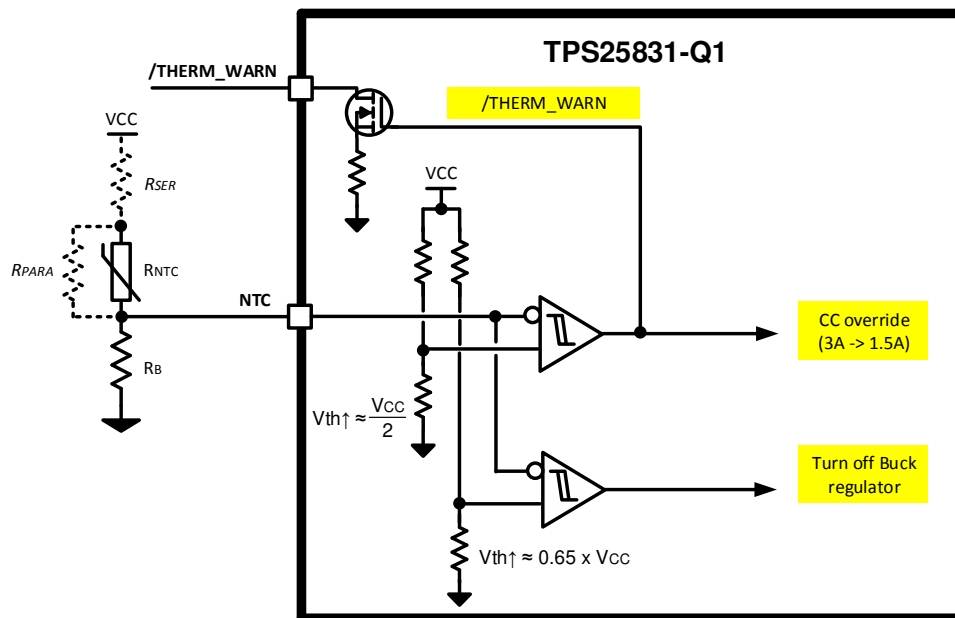 TPS25831-Q1
/THERM_WARN
/THERM_WARN
VCC
RSER
VCC
RPARA
RNTC
NTC
CC override
(3A -> 1.5A)
RB
Vth↑ ≈ VCC
2
Turn off Buck
regulator
Vth↑ ≈ 0.65 x VCC